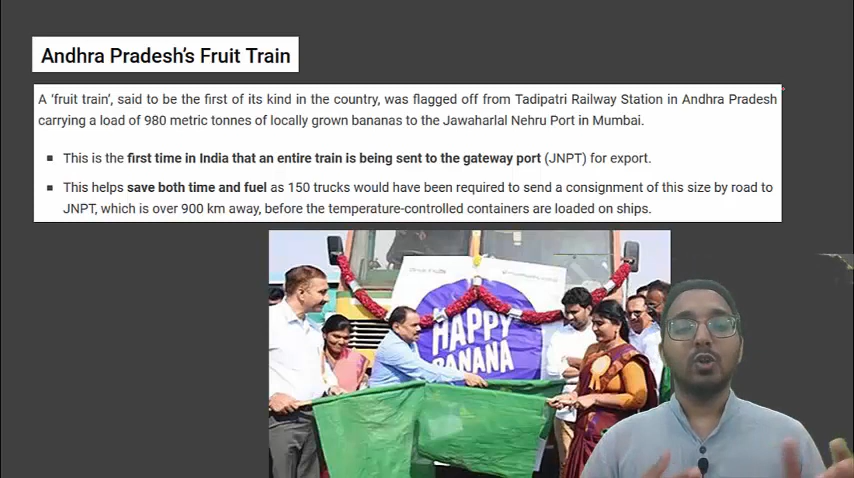 Andhra Pradesh's Fruit Train
A 'fruit train', said to be the first of its kind in the country, was flagged off from Tadipatri Railway Station in Andhra Pradesh
carrying a load of 980 metric tonnes of locally grown bananas to the Jawaharlal Nehru Port in Mumbai.
▪ This is the first time in India that an entire train is being sent to the gateway port (JNPT) for export.
▪ This helps save both time and fuel as 150 trucks would have been required to send a consignment of this size by road to
JNPT, which is over 900 km away, before the temperature-controlled containers are loaded on ships.
HAPPY
BANANA